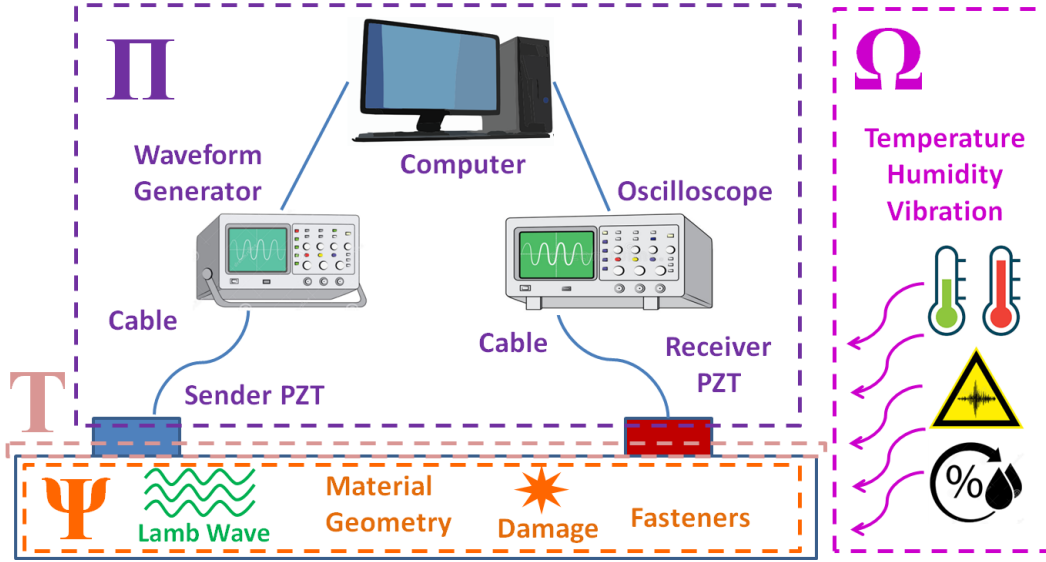 Π
Ω
Computer
Waveform
Generator
Oscilloscope
Temperature
Humidity
Vibration
Cable
Cable
Receiver
PZT
Sender PZT
T
Ψ
Lamb Wave
Material
Geometry
Damage
Fasteners
%